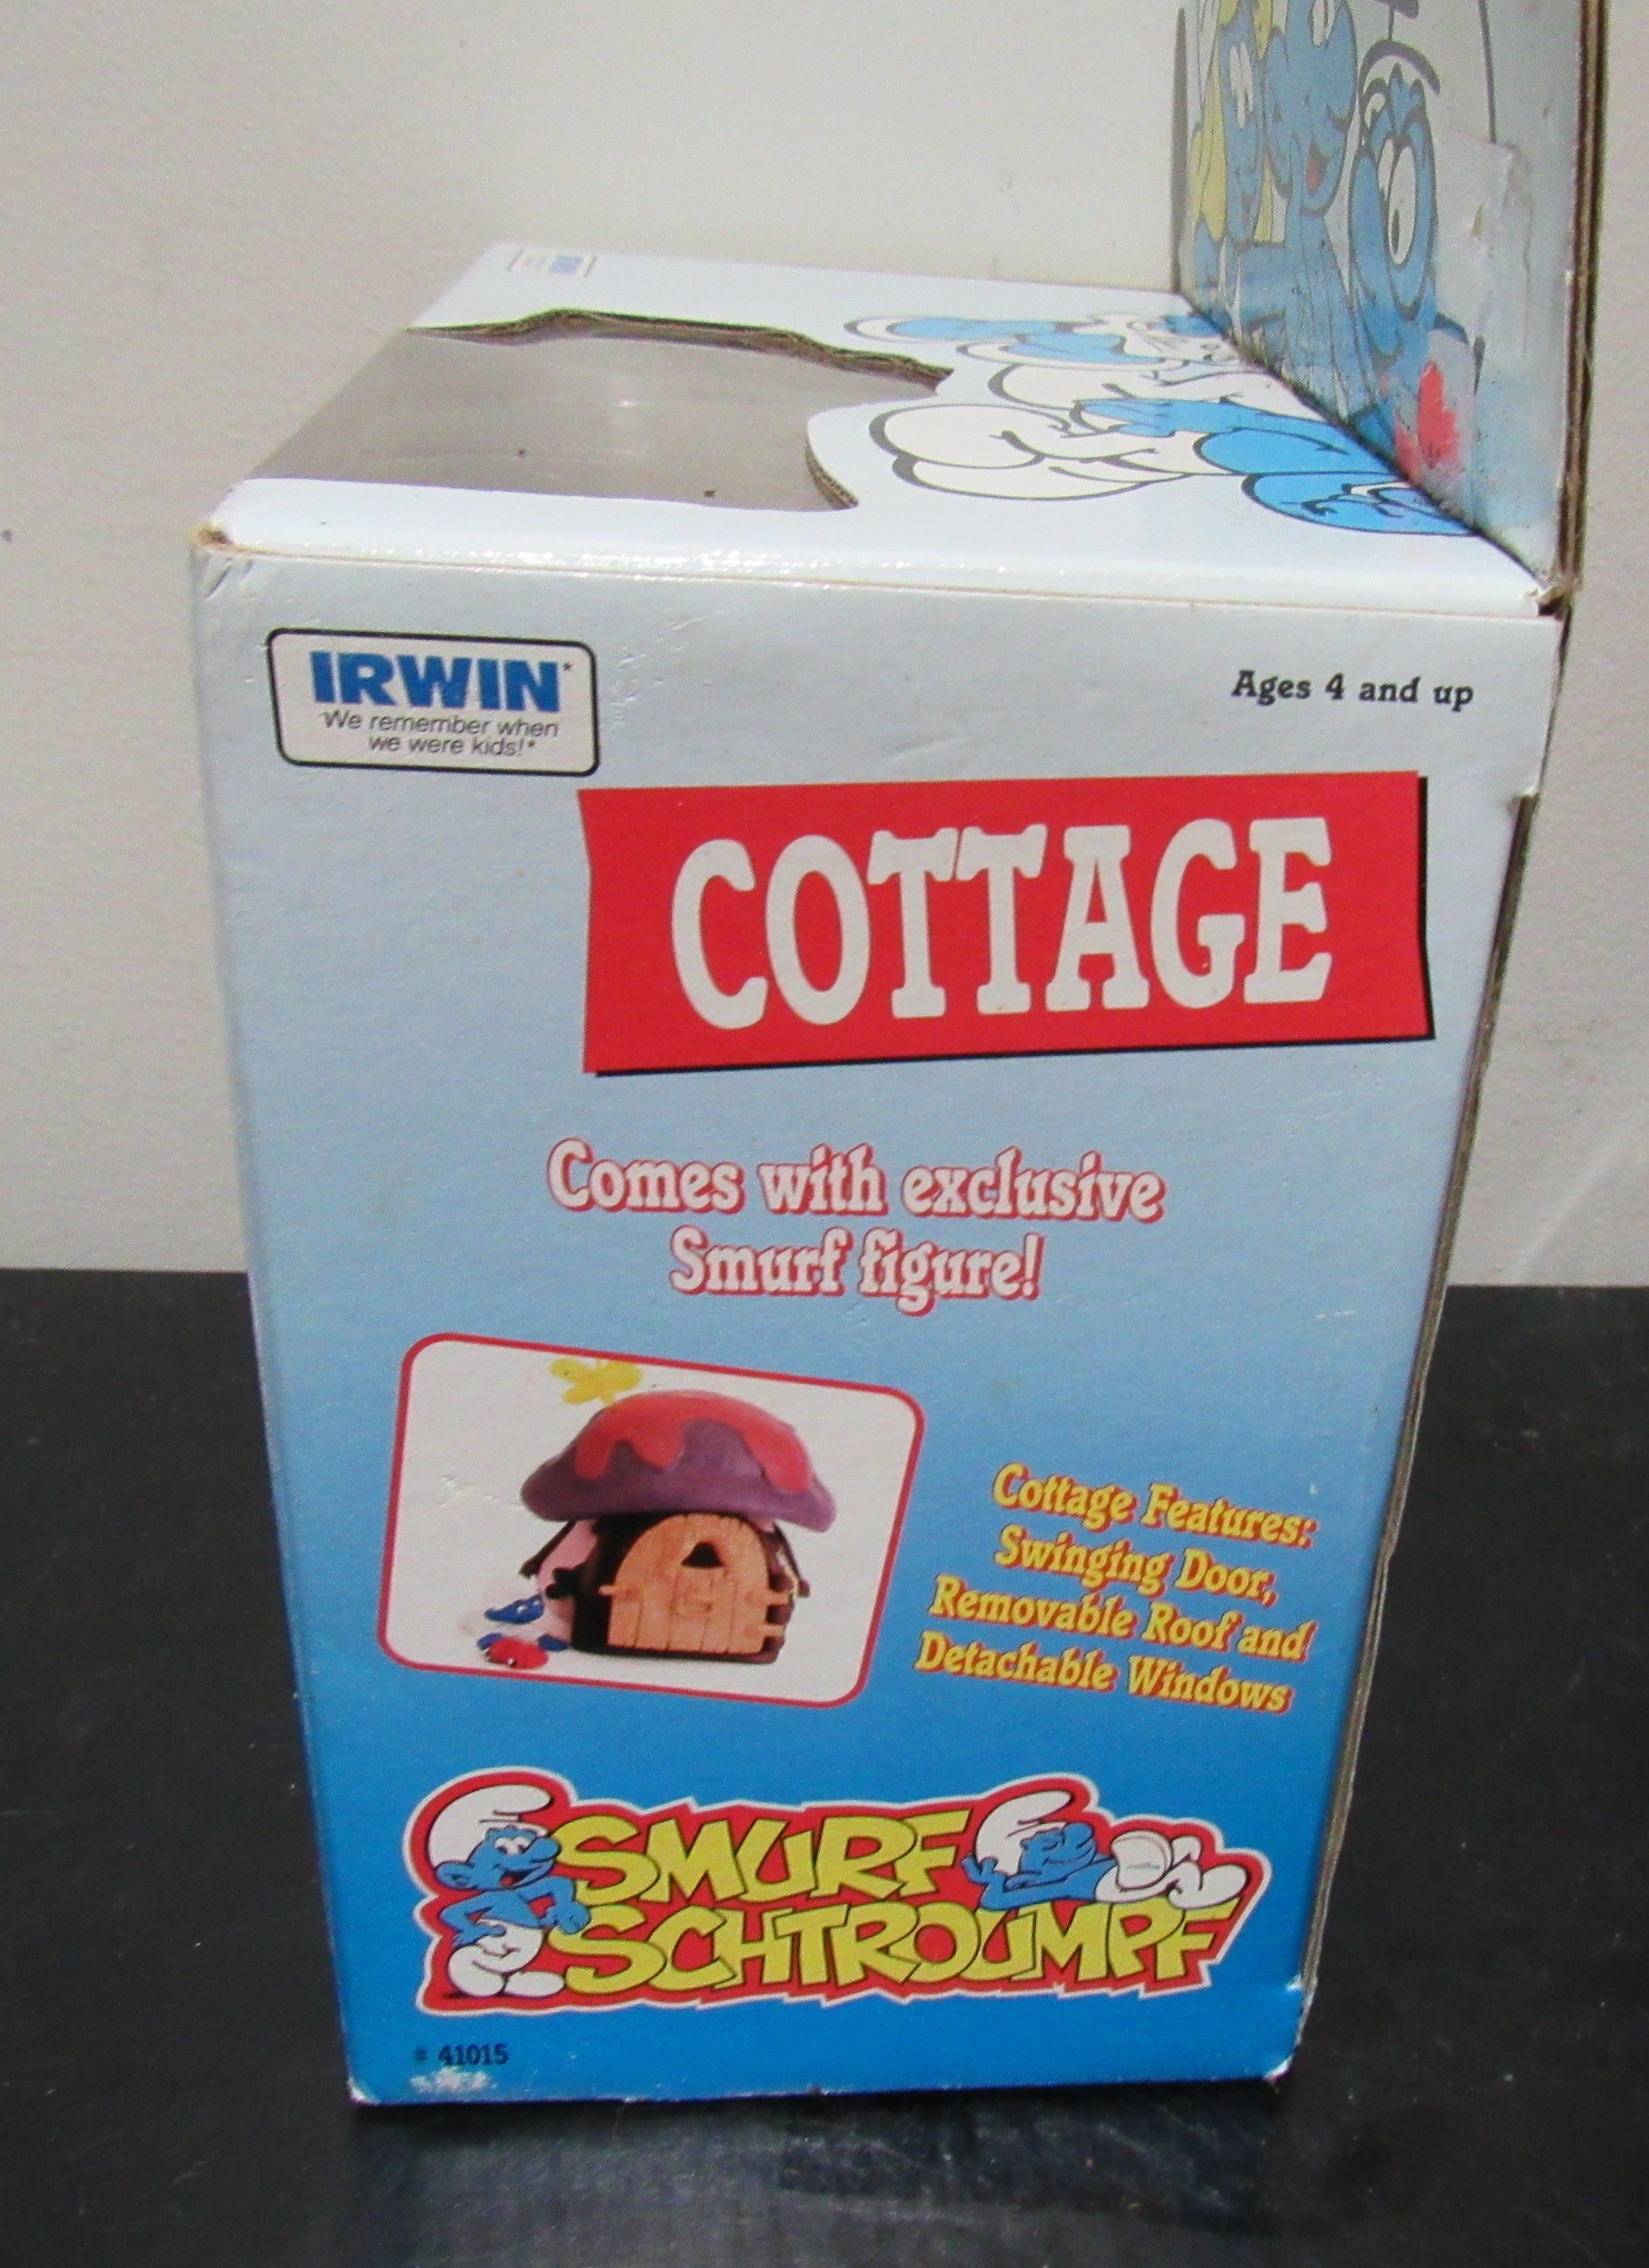 IRWIN*
We remember when
we were kids!*
Ages 4 and up
COTTAGE
Comes with exclusive
Smurf figure!
Cottage Features:
Swinging Door,
Removable Roof and
Detachable Windows
SMURF
SCHTROUMPF
# 41015